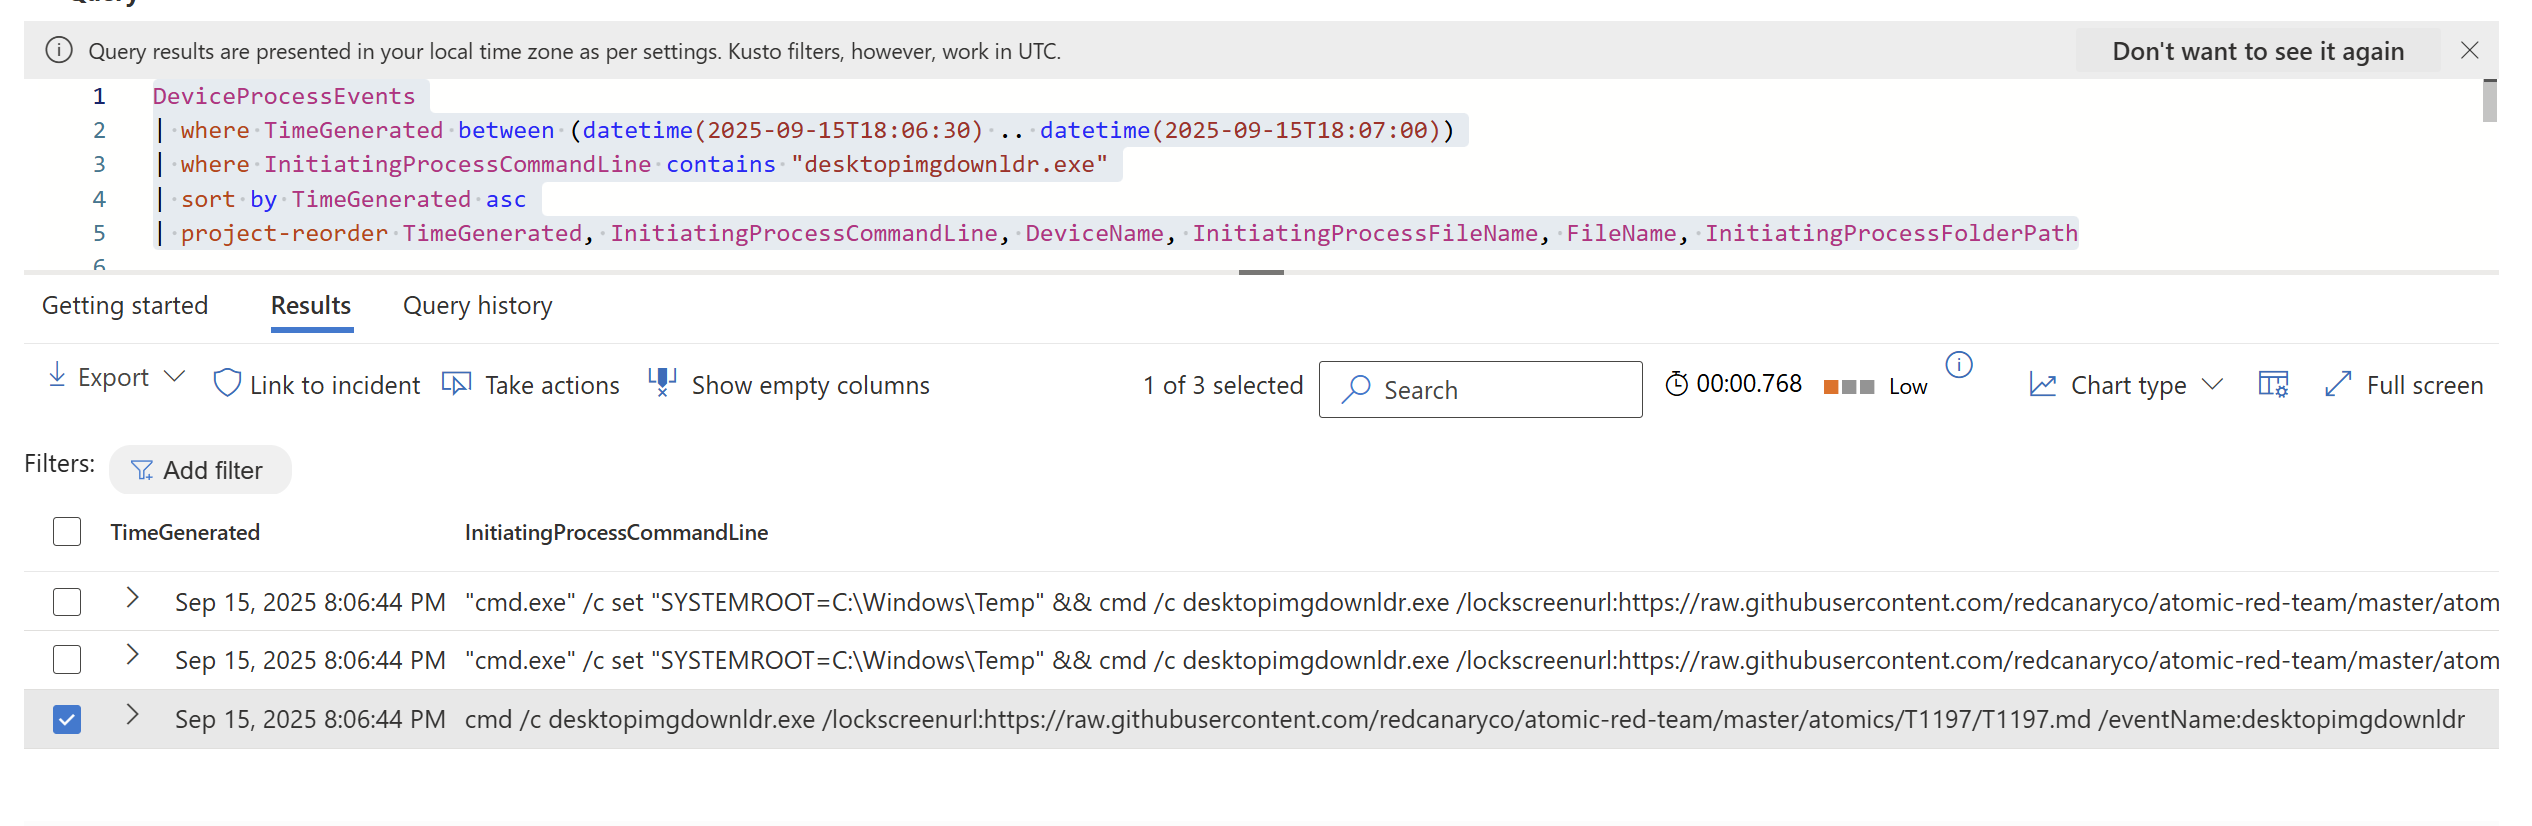 Query
Query results are presented in your local time zone as per settings. Kusto filters, however, work in UTC.
Don't want to see it again
1 DeviceProcessEvents
2 | where TimeGenerated between (datetime(2025-09-15T18:06:30) .. datetime(2025-09-15T18:07:00))
3 | where InitiatingProcessCommandLine contains "desktopimgdownldr.exe"
4 | sort by TimeGenerated asc
5 | project-reorder TimeGenerated, InitiatingProcessCommandLine, DeviceName, InitiatingProcessFileName, FileName, InitiatingProcessFolderPath
6
Getting started Results Query history
Export Link to incident Take actions Show empty columns 1 of 3 selected Search 00:00.768 Low Chart type Full screen
Filters: Add filter
TimeGenerated InitiatingProcessCommandLine
Sep 15, 2025 8:06:44 PM "cmd.exe" /c set "SYSTEMROOT=C:\Windows\Temp" && cmd /c desktopimgdownldr.exe /lockscreenurl:https://raw.githubusercontent.com/redcanaryco/atomic-red-team/master/atom
Sep 15, 2025 8:06:44 PM "cmd.exe" /c set "SYSTEMROOT=C:\Windows\Temp" && cmd /c desktopimgdownldr.exe /lockscreenurl:https://raw.githubusercontent.com/redcanaryco/atomic-red-team/master/atom
Sep 15, 2025 8:06:44 PM cmd /c desktopimgdownldr.exe /lockscreenurl:https://raw.githubusercontent.com/redcanaryco/atomic-red-team/master/atomics/T1197/T1197.md /eventName:desktopimgdownldr